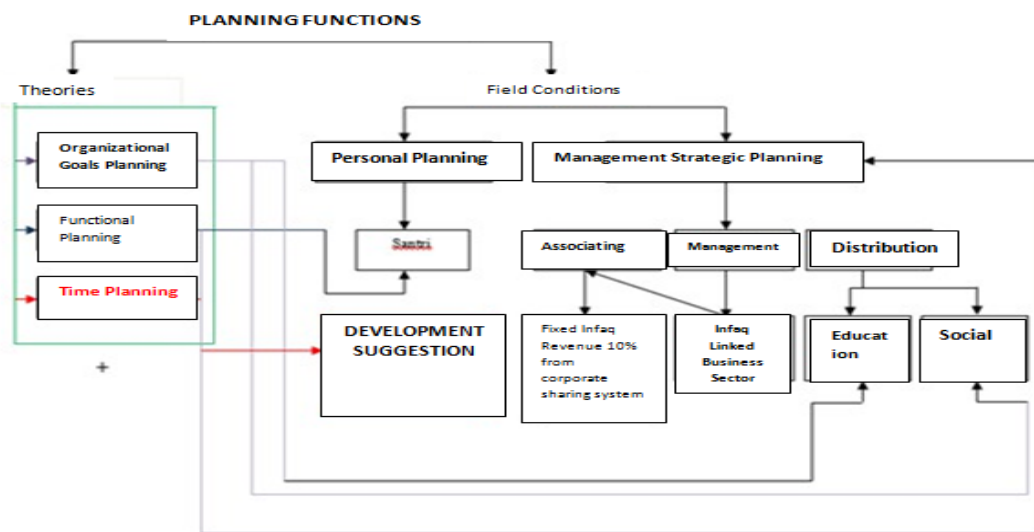 PLANNING FUNCTIONS
Theories
Field Conditions
Organizational
Goals Planning
Personal Planning
Management Strategic Planning
Functional
Planning
Santri
Associating
Management
Distribution
Time Planning
DEVELOPMENT
SUGGESTION
Fixed Infaq
Revenue 10%
from
corporate
sharing system
Infaq
Linked
Business
Sector
Educat
ion
Social
+